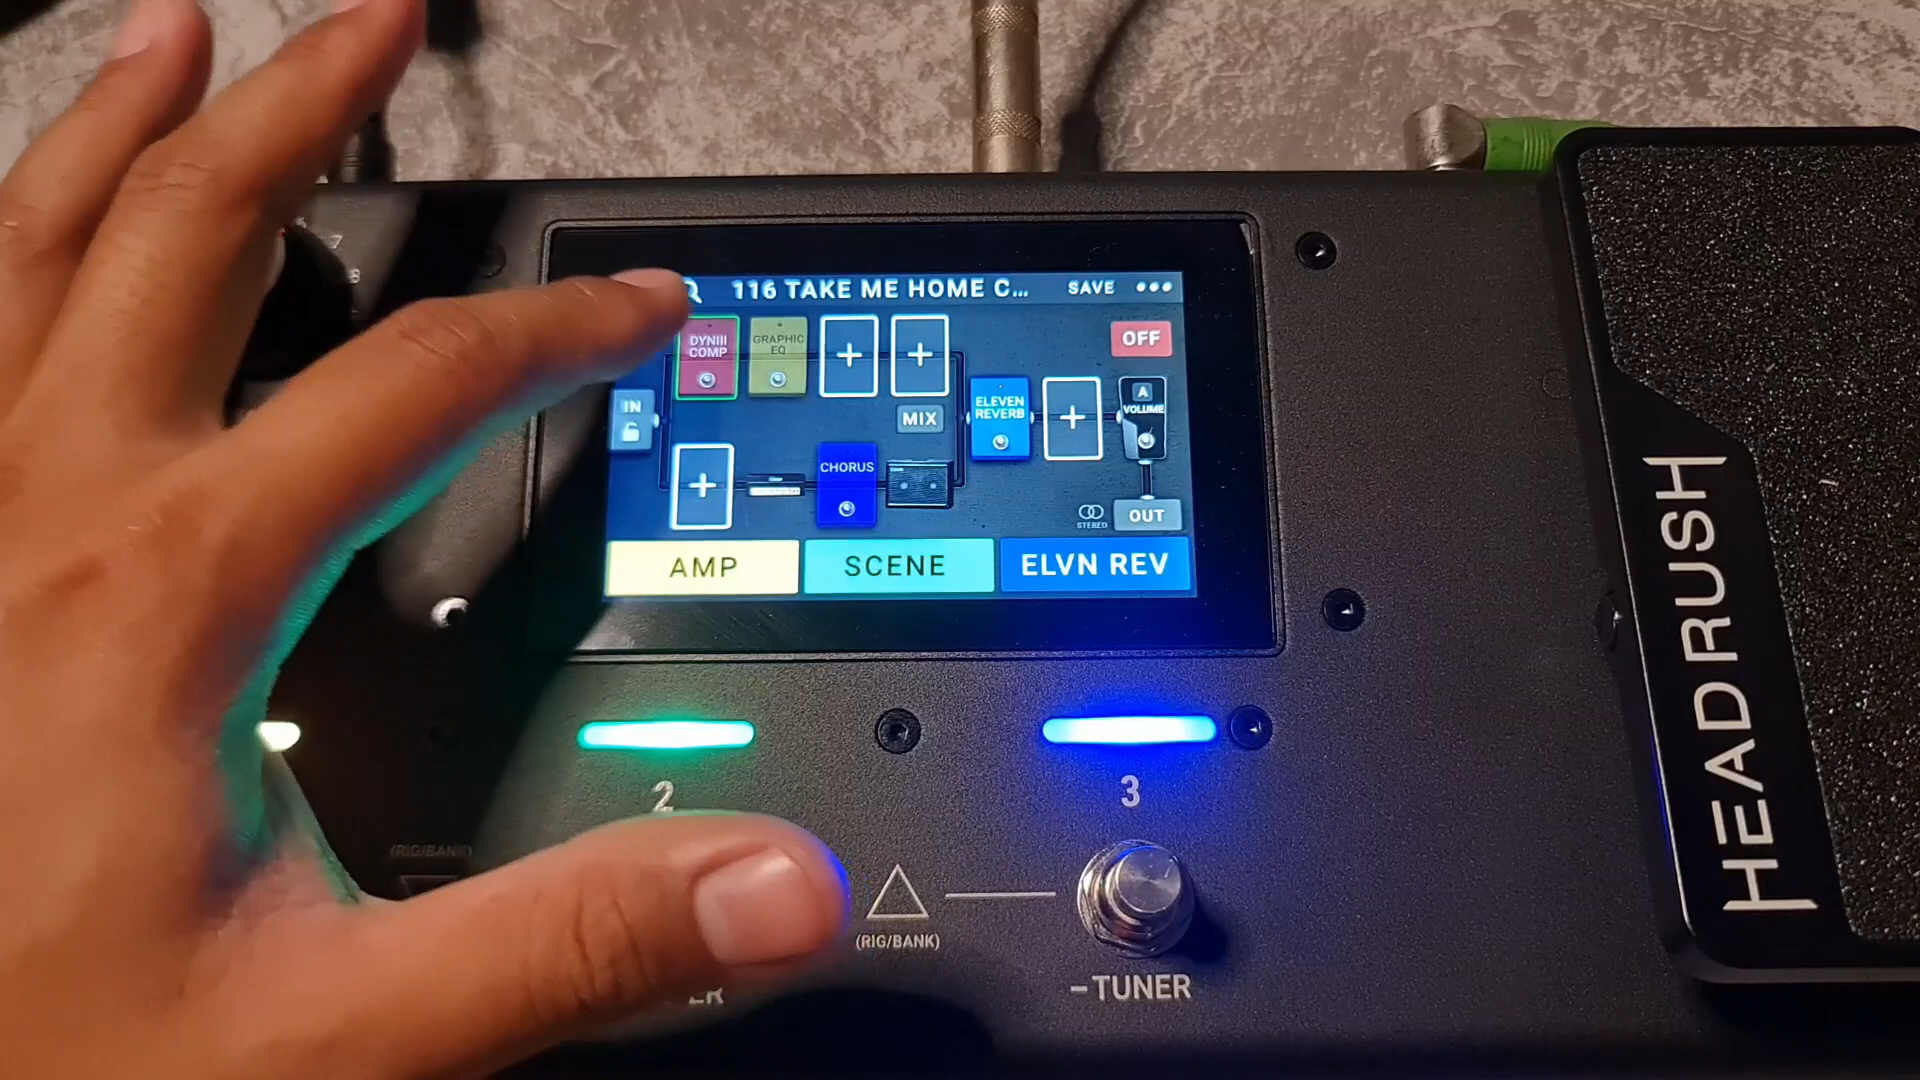 116 TAKE ME HOME C...
SAVE
DYNIII
COMP
GRAPHIC
EQ
OFF
IN
MIX
ELEVEN
REVERB
A
VOLUME
CHORUS
STEREO
OUT
AMP
SCENE
ELVN REV
2
3
(RIG/BANK)
(RIG/BANK)
–TUNER
HEADRUSH